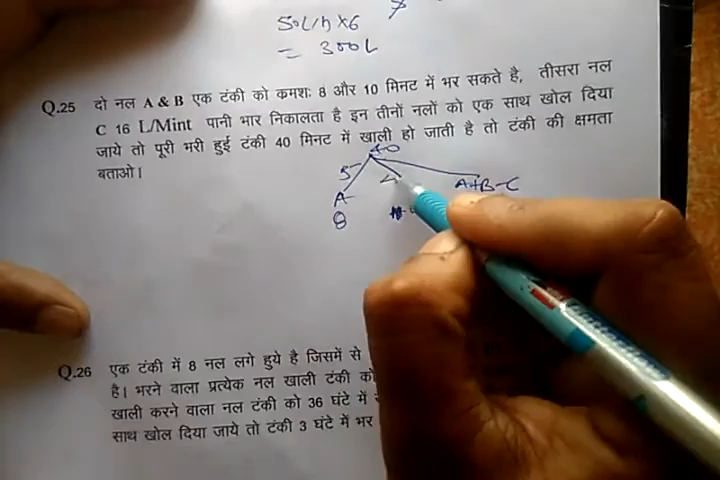 50L/h x6
= 300L
Q.25 दो नल A & B एक टंकी को कमशः 8 और 10 मिनट में भर सकते है, तीसरा नल
C 16 L/Mint पानी भार निकालता है इन तीनों नलों को एक साथ खोल दिया
जाये तो पूरी भरी हुई टंकी 40 मिनट में खाली हो जाती है तो टंकी की क्षमता
बताओ।
40
5 4
A A+B-C
8
Q.26 एक टंकी में 8 नल लगे हुये है जिसमें से
है। भरने वाला प्रत्येक नल खाली टंकी को
खाली करने वाला नल टंकी को 36 घंटे में
साथ खोल दिया जाये तो टंकी 3 घंटे में भर